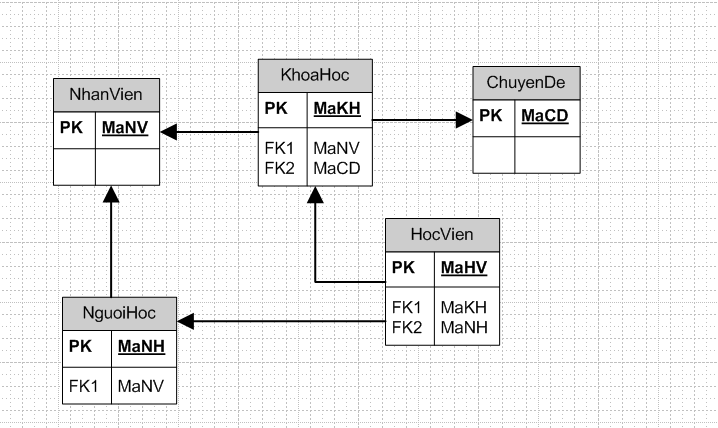 NhanVien
PK MaNV
KhoaHoc
PK MaKH
FK1 MaNV
FK2 MaCD
ChuyenDe
PK MaCD
HocVien
PK MaHV
FK1 MaKH
FK2 MaNH
NguoiHoc
PK MaNH
FK1 MaNV